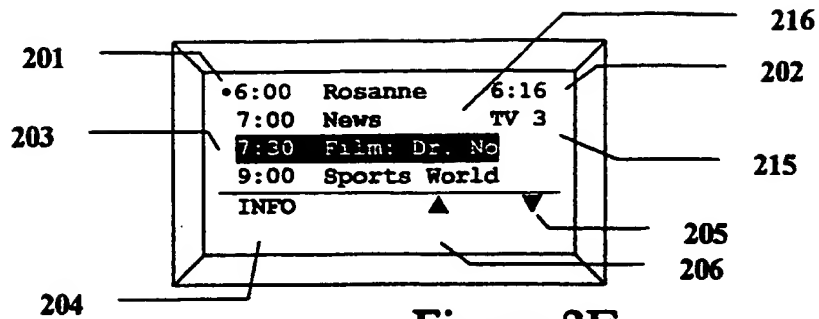 216
201
202
•6:00 Rosanne 6:16
7:00 News TV 3
203
7:30 Film: Dr. No
215
9:00 Sports World
INFO ▲ ▼
205
206
204